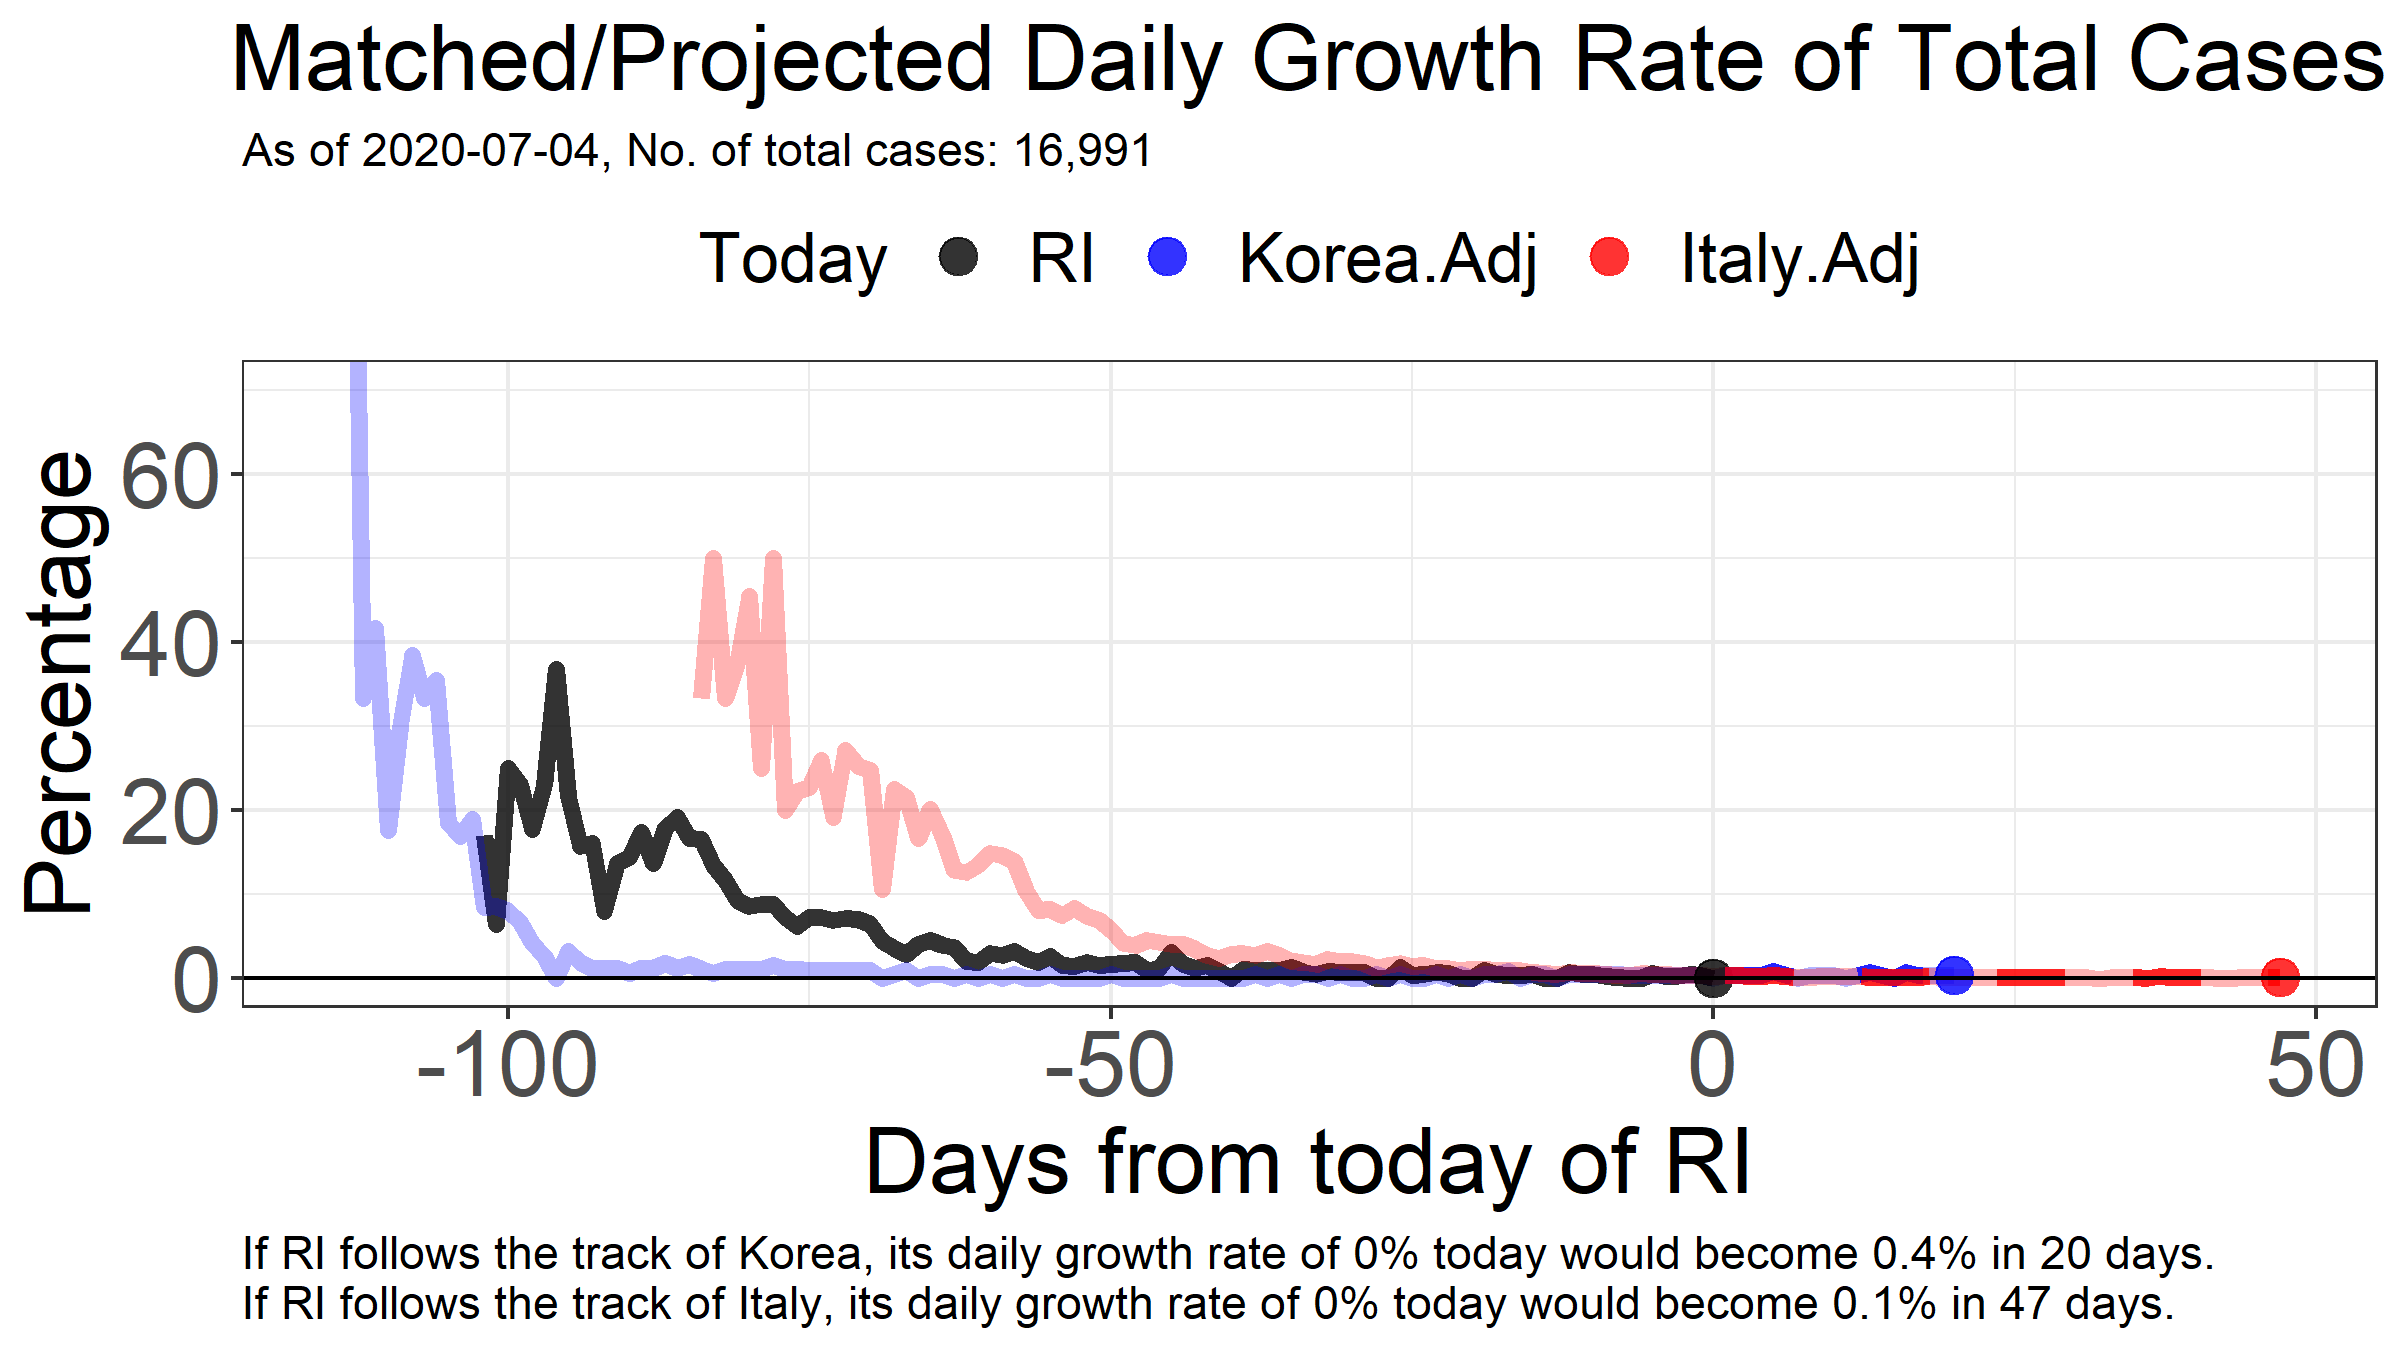 Matched/Projected Daily Growth Rate of Total Cases
As of 2020-07-04, No. of total cases: 16,991
Today RI Korea.Adj Italy.Adj
Percentage
60
40
20
0
-100 -50 0 50
Days from today of RI
If RI follows the track of Korea, its daily growth rate of 0% today would become 0.4% in 20 days.
If RI follows the track of Italy, its daily growth rate of 0% today would become 0.1% in 47 days.